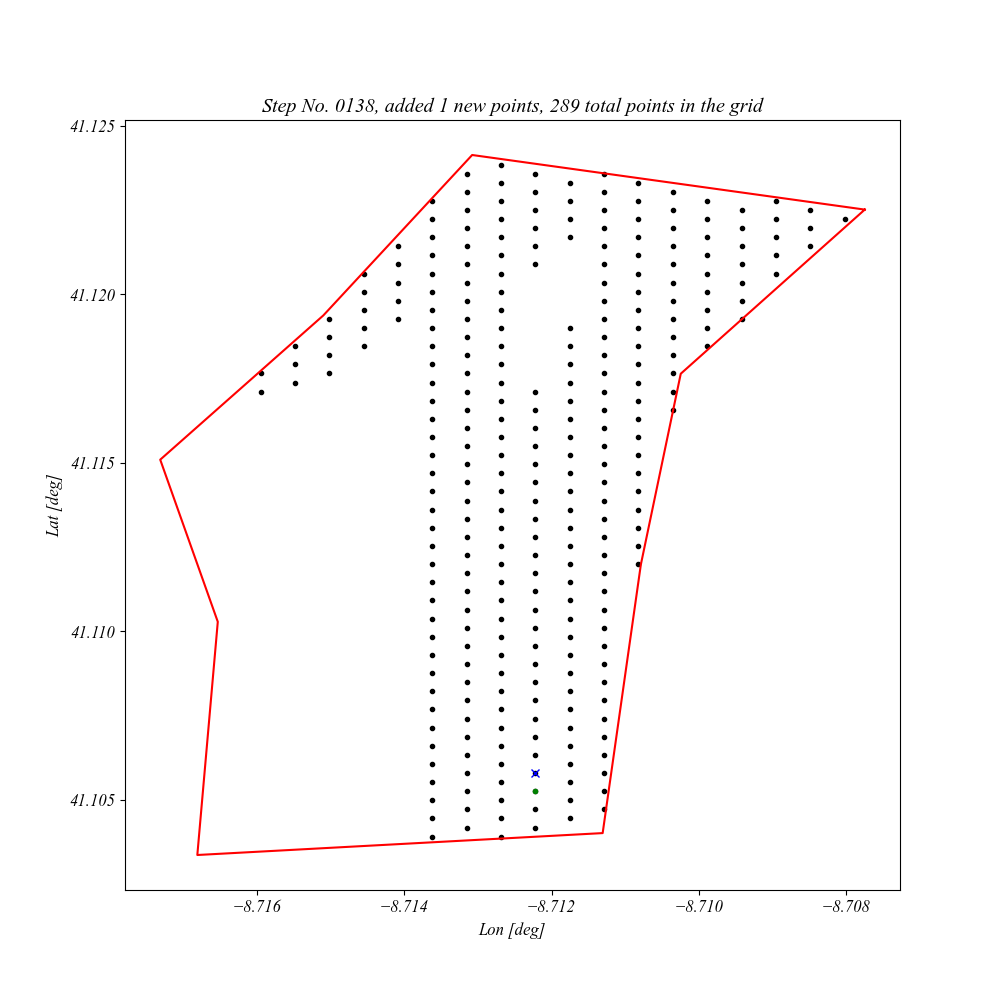 Step No. 0138, added 1 new points, 289 total points in the grid
41.125
41.120
41.115
41.110
41.105
Lat [deg]
−8.716 −8.714 −8.712 −8.710 −8.708
Lon [deg]